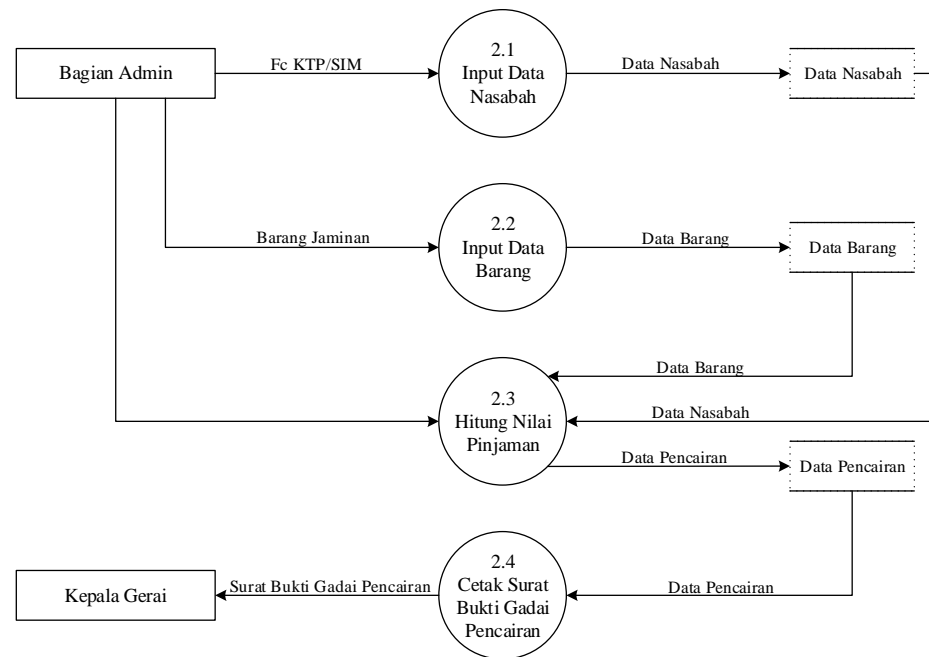 Bagian Admin
Fc KTP/SIM
2.1
Input Data
Nasabah
Data Nasabah
Data Nasabah
Barang Jaminan
2.2
Input Data
Barang
Data Barang
Data Barang
Data Barang
2.3
Hitung Nilai
Pinjaman
Data Nasabah
Data Pencairan
Data Pencairan
Kepala Gerai
Surat Bukti Gadai Pencairan
2.4
Cetak Surat
Bukti Gadai
Pencairan
Data Pencairan